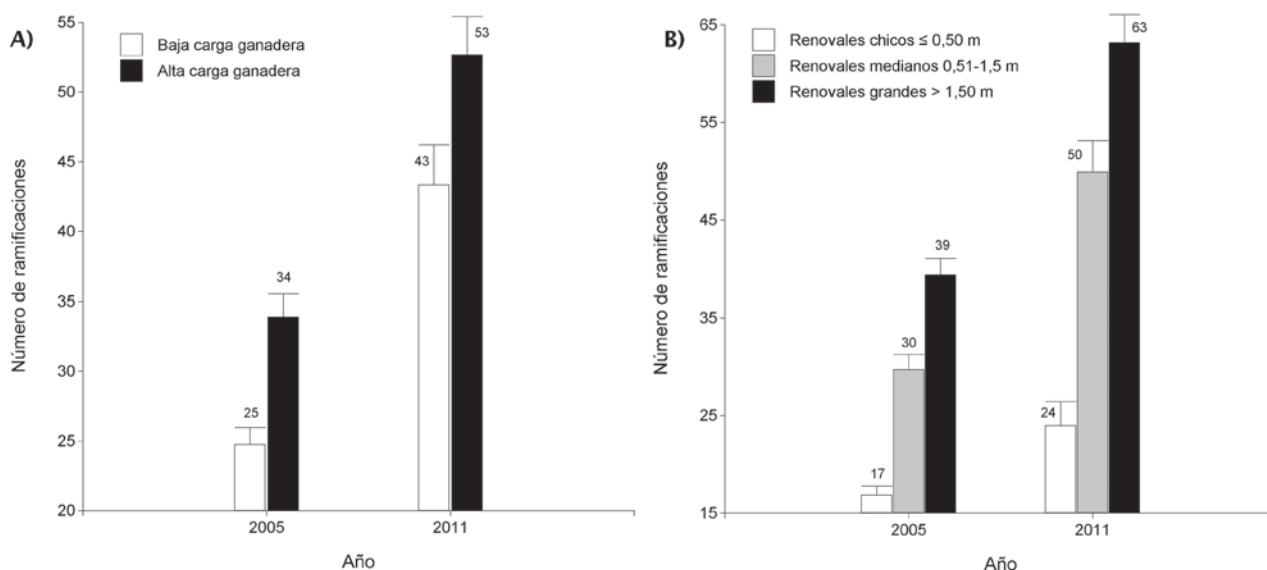 A)
Baja carga ganadera
Alta carga ganadera
Número de ramificaciones
55
50
45
40
35
30
25
20
25
34
43
53
2005
2011
Año
B)
Renovales chicos ≤ 0,50 m
Renovales medianos 0,51-1,5 m
Renovales grandes > 1,50 m
Número de ramificaciones
65
55
45
35
25
15
17
30
39
24
50
63
2005
2011
Año